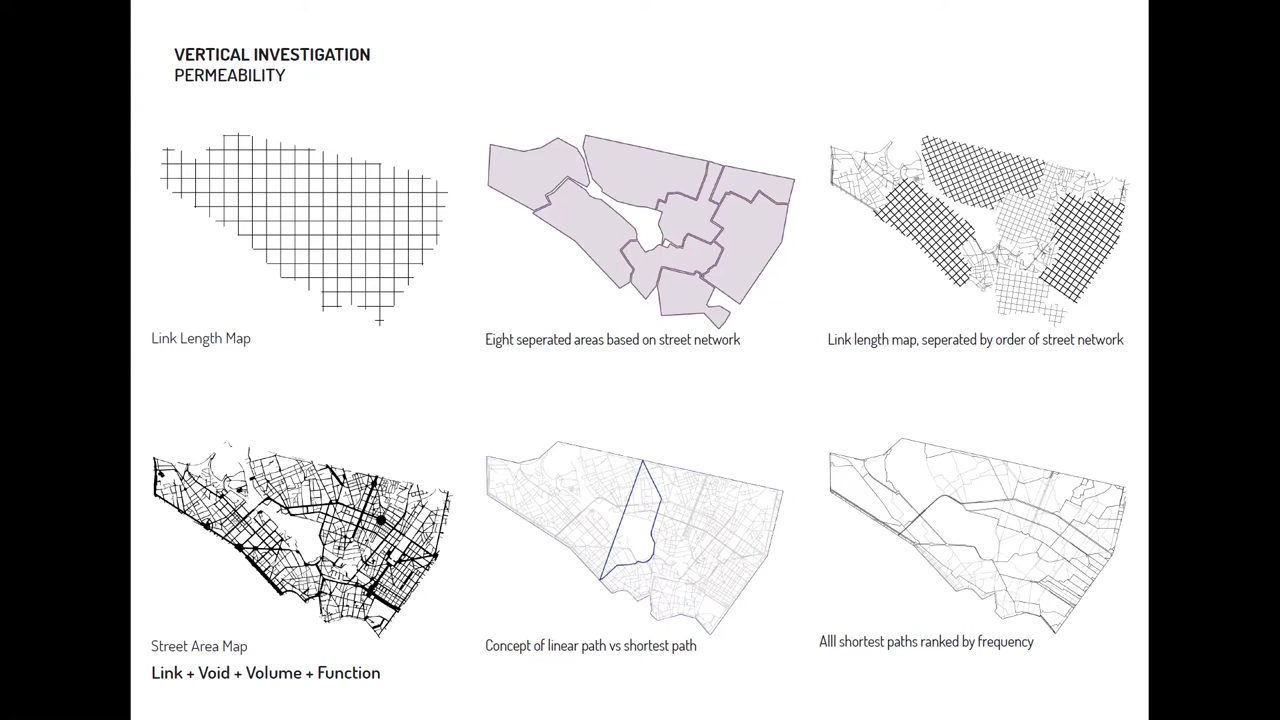 VERTICAL INVESTIGATION
PERMEABILITY
Link Length Map
Eight seperated areas based on street network
Link length map, seperated by order of street network
Street Area Map
Concept of linear path vs shortest path
Alll shortest paths ranked by frequency
Link + Void + Volume + Function